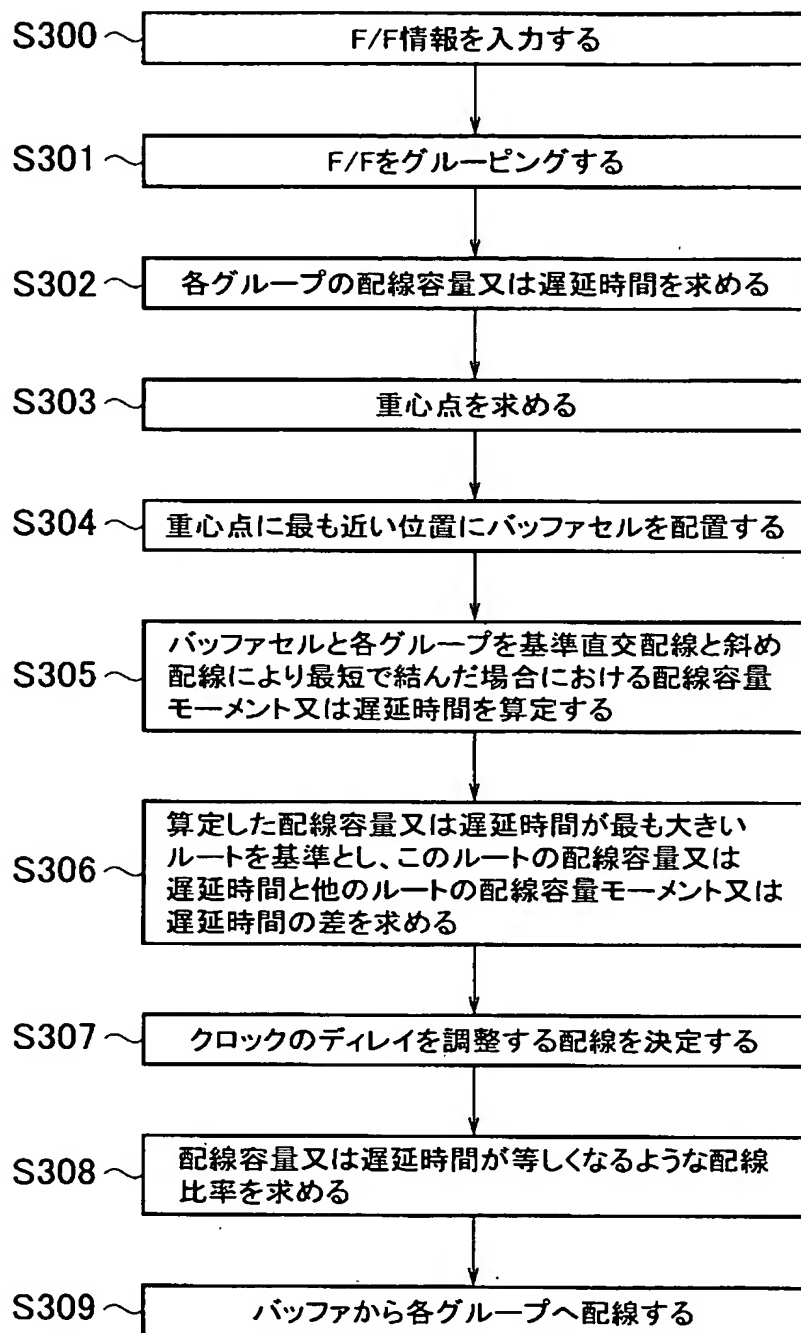 S300 F/F情報を入力する
S301 F/Fをグルーピングする
S302 各グループの配線容量又は遅延時間を求める
S303 重心点を求める
S304 重心点に最も近い位置にバッファセルを配置する
S305 バッファセルと各グループを基準直交配線と斜め
配線により最短で結んだ場合における配線容量
モーメント又は遅延時間を算定する
S306 算定した配線容量又は遅延時間が最も大きい
ルートを基準とし、このルートの配線容量又は
遅延時間と他のルートの配線容量モーメント又は
遅延時間の差を求める
S307 クロックのディレイを調整する配線を決定する
S308 配線容量又は遅延時間が等しくなるような配線
比率を求める
S309 バッファから各グループへ配線する